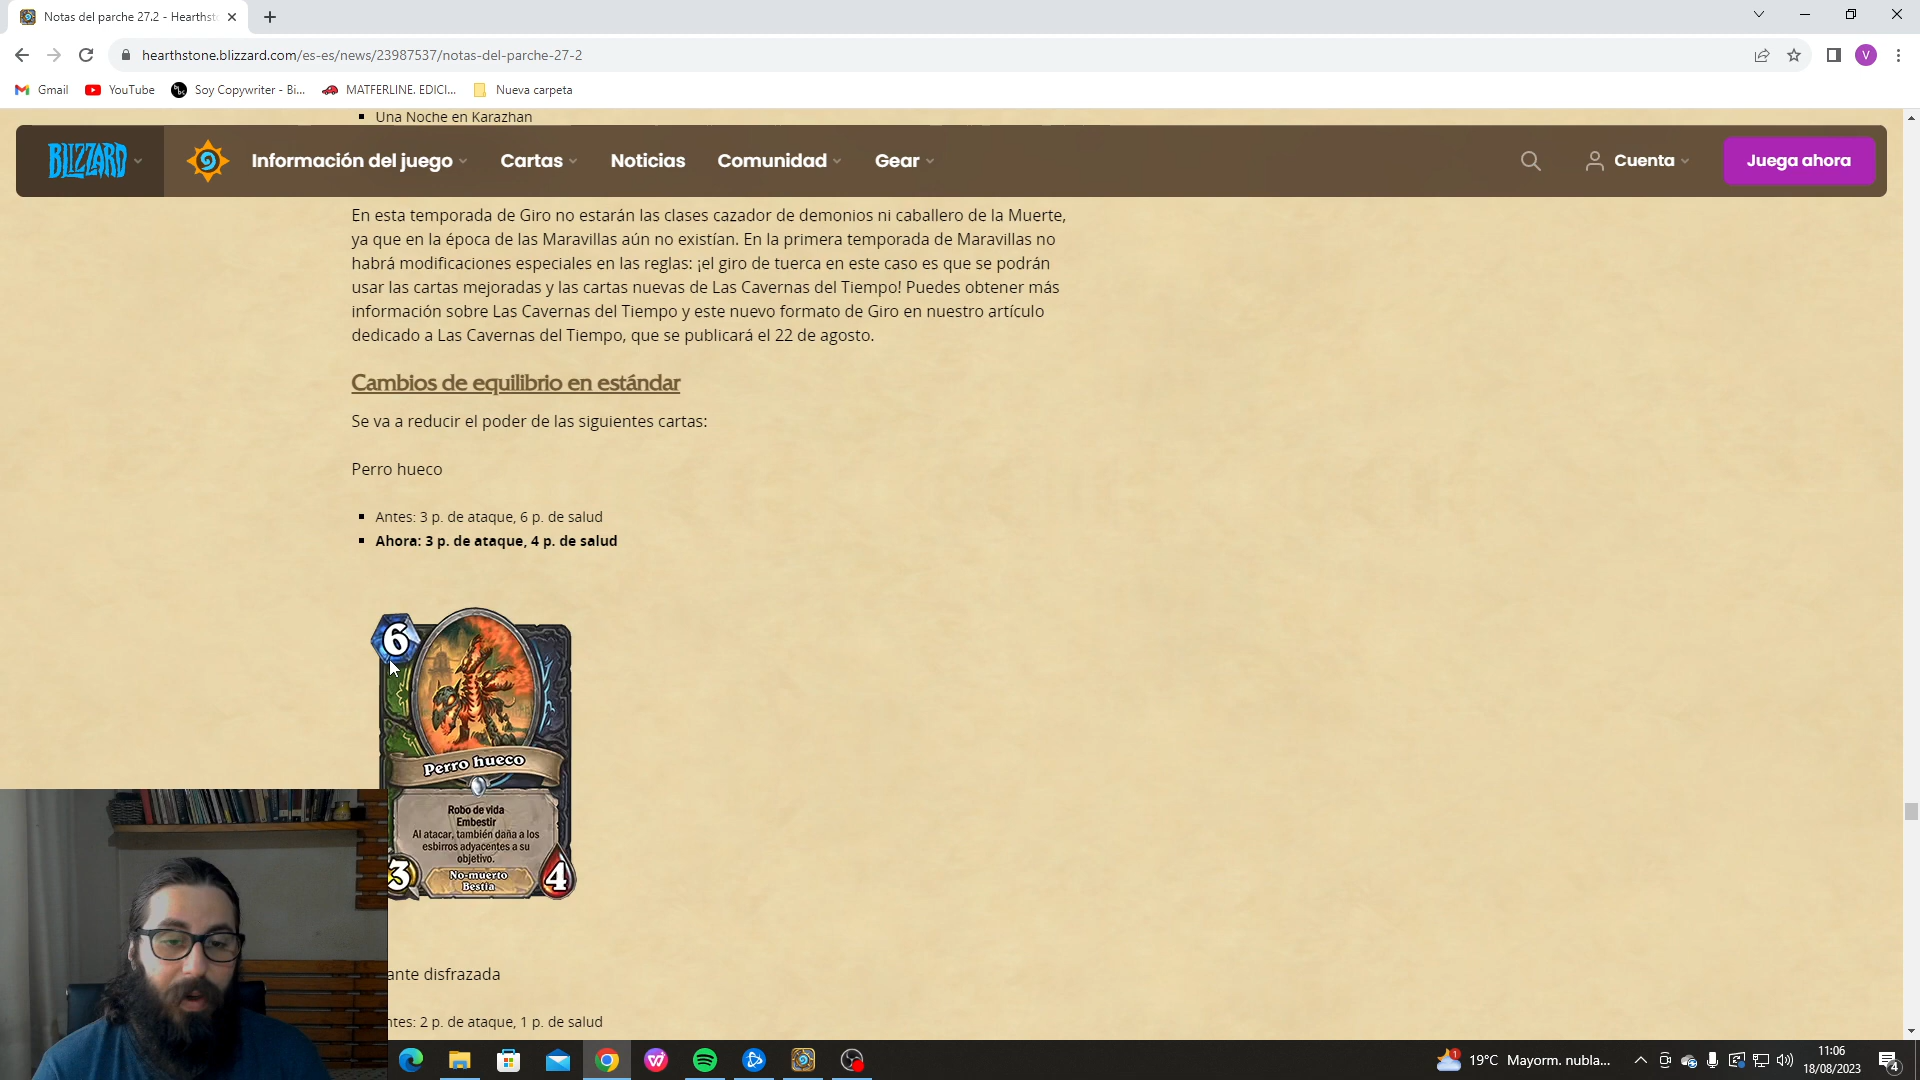 Notas del parche 27.2 - Hearthst
hearthstone.blizzard.com/es-es/news/23987537/notas-del-parche-27-2
V
Gmail
YouTube
Soy Copywriter - Bi...
MATFERLINE. EDICI...
Nueva carpeta
Una Noche en Karazhan
BLIZZARD
Información del juego
Cartas
Noticias
Comunidad
Gear
Cuenta
Juega ahora
En esta temporada de Giro no estarán las clases cazador de demonios ni caballero de la Muerte,
ya que en la época de las Maravillas aún no existían. En la primera temporada de Maravillas no
habrá modificaciones especiales en las reglas: ¡el giro de tuerca en este caso es que se podrán
usar las cartas mejoradas y las cartas nuevas de Las Cavernas del Tiempo! Puedes obtener más
información sobre Las Cavernas del Tiempo y este nuevo formato de Giro en nuestro artículo
dedicado a Las Cavernas del Tiempo, que se publicará el 22 de agosto.
Cambios de equilibrio en estándar
Se va a reducir el poder de las siguientes cartas:
Perro hueco
Antes: 3 p. de ataque, 6 p. de salud
Ahora: 3 p. de ataque, 4 p. de salud
6
Perro hueco
Robo de vida
Embestir
Al atacar, también daña a los
esbirros adyacentes a su
objetivo.
3
No-muerto
Bestia
4
ante disfrazada
ntes: 2 p. de ataque, 1 p. de salud
1
19°C Mayorm. nubla...
11:06
18/08/2023
4